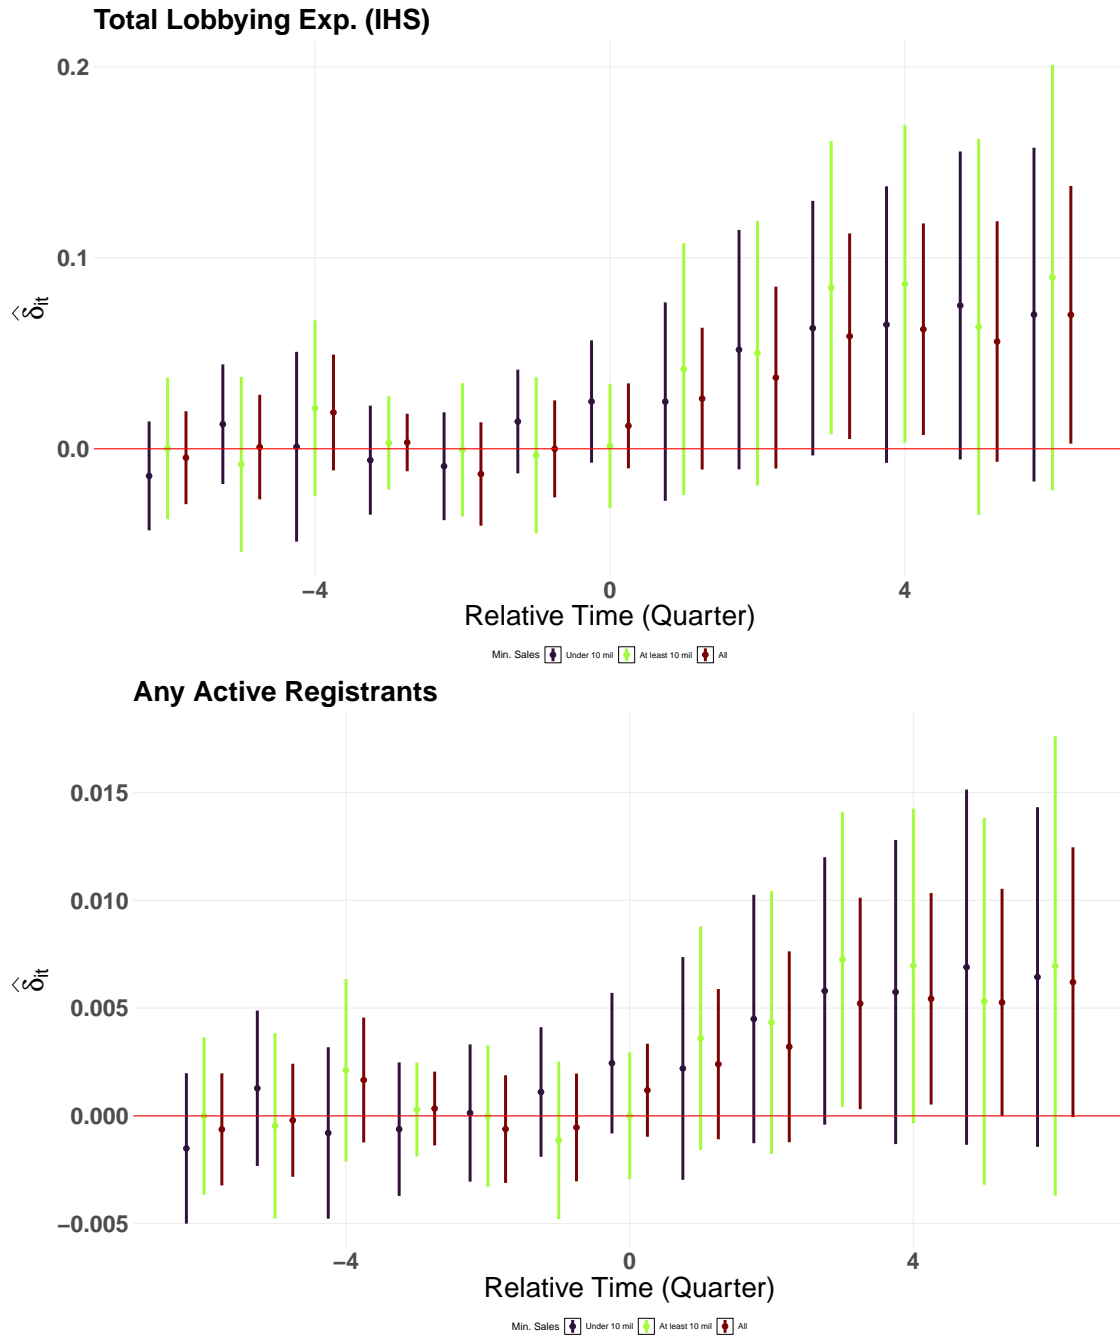 Total Lobbying Exp. (IHS)
0.2
0.1
0.0
δ̂it
−4 0 4
Relative Time (Quarter)
Min. Sales Under 10 mil At least 10 mil All
Any Active Registrants
0.015
0.010
0.005
0.000
−0.005
δ̂it
−4 0 4
Relative Time (Quarter)
Min. Sales Under 10 mil At least 10 mil All